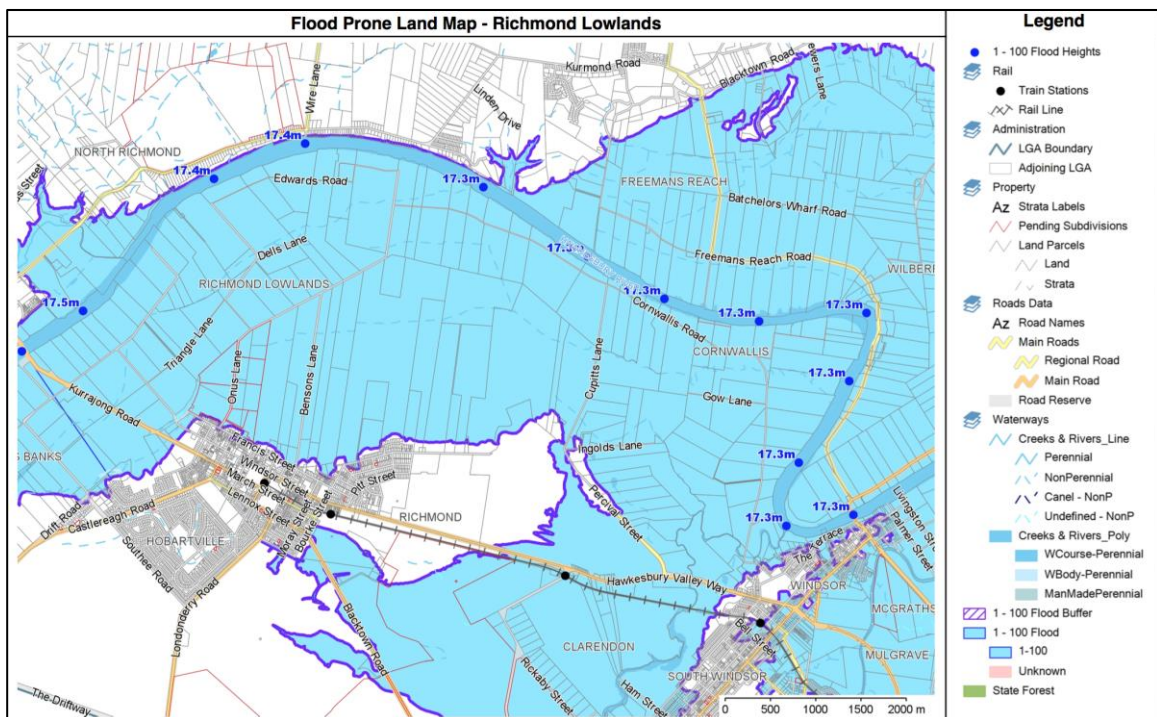 Flood Prone Land Map - Richmond Lowlands
Kurmond Road
Blacktown Road
Wire Lane
Linden Drive
NORTH RICHMOND
17.4m
17.4m
17.3m
FREEMANS REACH
Edwards Road
Batchelors Wharf Road
Dells Lane
17.3m
Freemans Reach Road
RICHMOND LOWLANDS
WILBERF
17.5m
17.3m
17.3m
17.3m
Cornwallis Road
CORNWALLIS
Triangle Lane
Onus Lane
Bensons Lane
Cupitts Lane
17.3m
Gow Lane
Kurrajong Road
Francis Street
Ingolds Lane
17.3m
Windsor Street
March Street
Pitt Street
Lennox Street
Percival Street
Drift Road
Castlereagh Road
RICHMOND
17.3m
17.3m
Livingston Str
Palmer Street
HOBARTVILLE
Moray Street
Bourke Street
The Terrace
Southee Road
Hawkesbury Valley Way
WINDSOR
MCGRATHS
Londonderry Road
Blacktown Road
Bell Street
CLARENDON
MULGRAVE
Rickaby Street
SOUTH WINDSOR
Ham Street
The-Driftway
0 500 1000 1500 2000 m
Legend
1 - 100 Flood Heights
Rail
Train Stations
Rail Line
Administration
LGA Boundary
Adjoining LGA
Property
Az Strata Labels
Pending Subdivisions
Land Parcels
Land
Strata
Roads Data
Az Road Names
Main Roads
Regional Road
Main Road
Road Reserve
Waterways
Creeks & Rivers_Line
Perennial
NonPerennial
Canel - NonP
Undefined - NonP
Creeks & Rivers_Poly
WCourse-Perennial
WBody-Perennial
ManMadePerennial
1 - 100 Flood Buffer
1 - 100 Flood
1-100
Unknown
State Forest